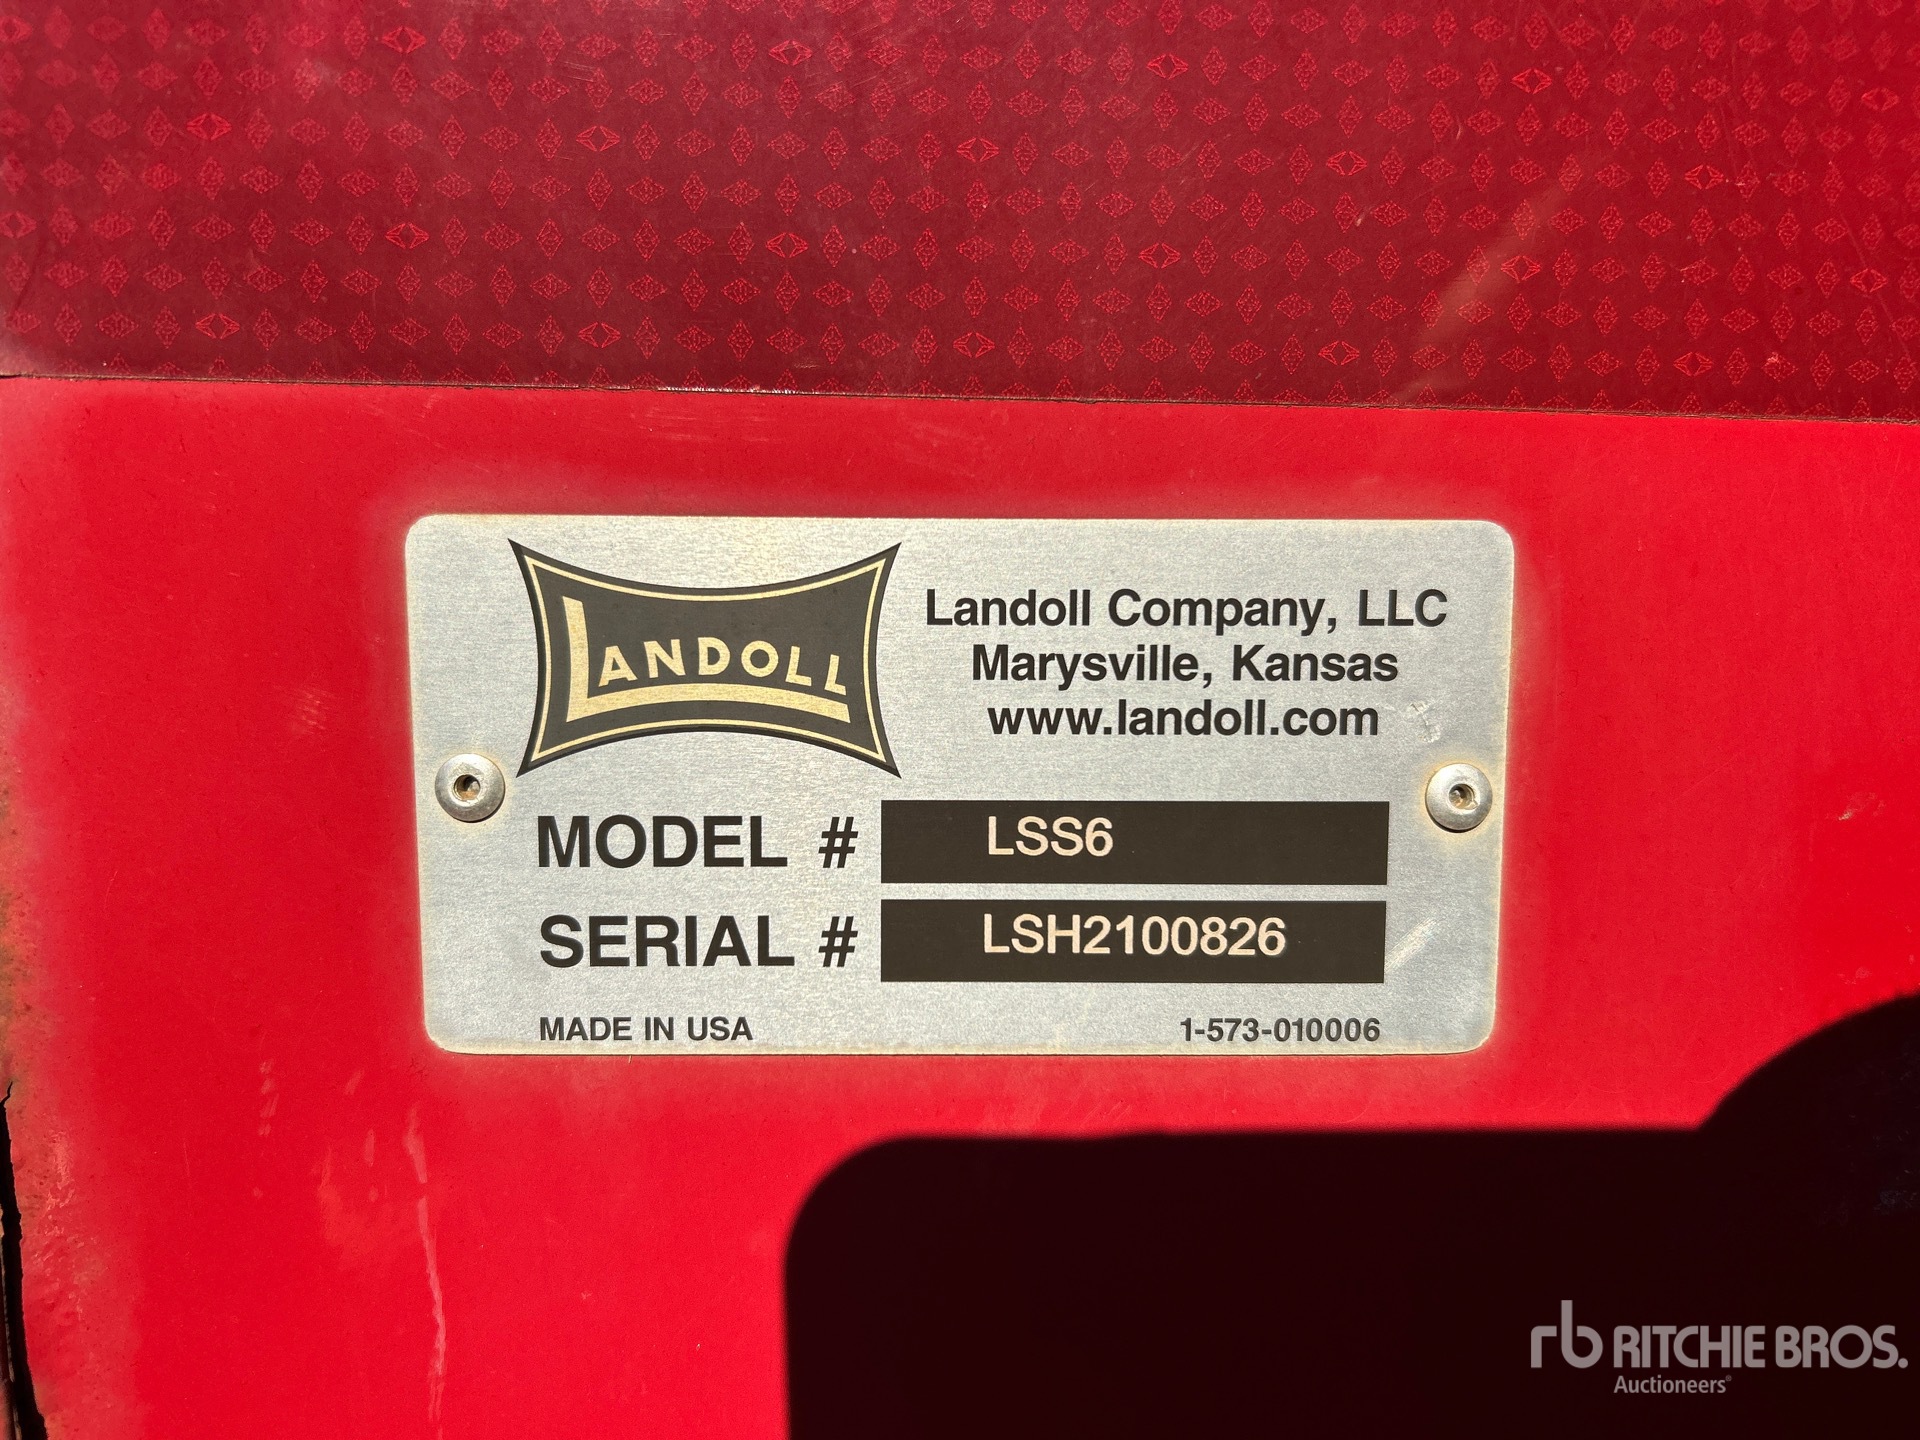 LANDOLL
Landoll Company, LLC
Marysville, Kansas
www.landoll.com
MODEL # LSS6
SERIAL # LSH2100826
MADE IN USA 1-573-010006
rb RITCHIE BROS.
Auctioneers®